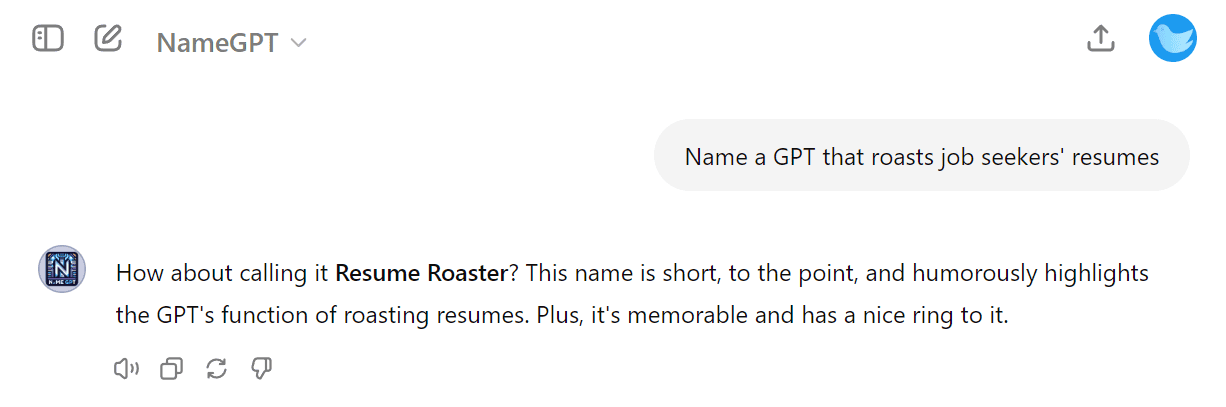 NameGPT
Name a GPT that roasts job seekers' resumes
How about calling it Resume Roaster? This name is short, to the point, and humorously highlights
the GPT's function of roasting resumes. Plus, it's memorable and has a nice ring to it.
N
NAME GPT